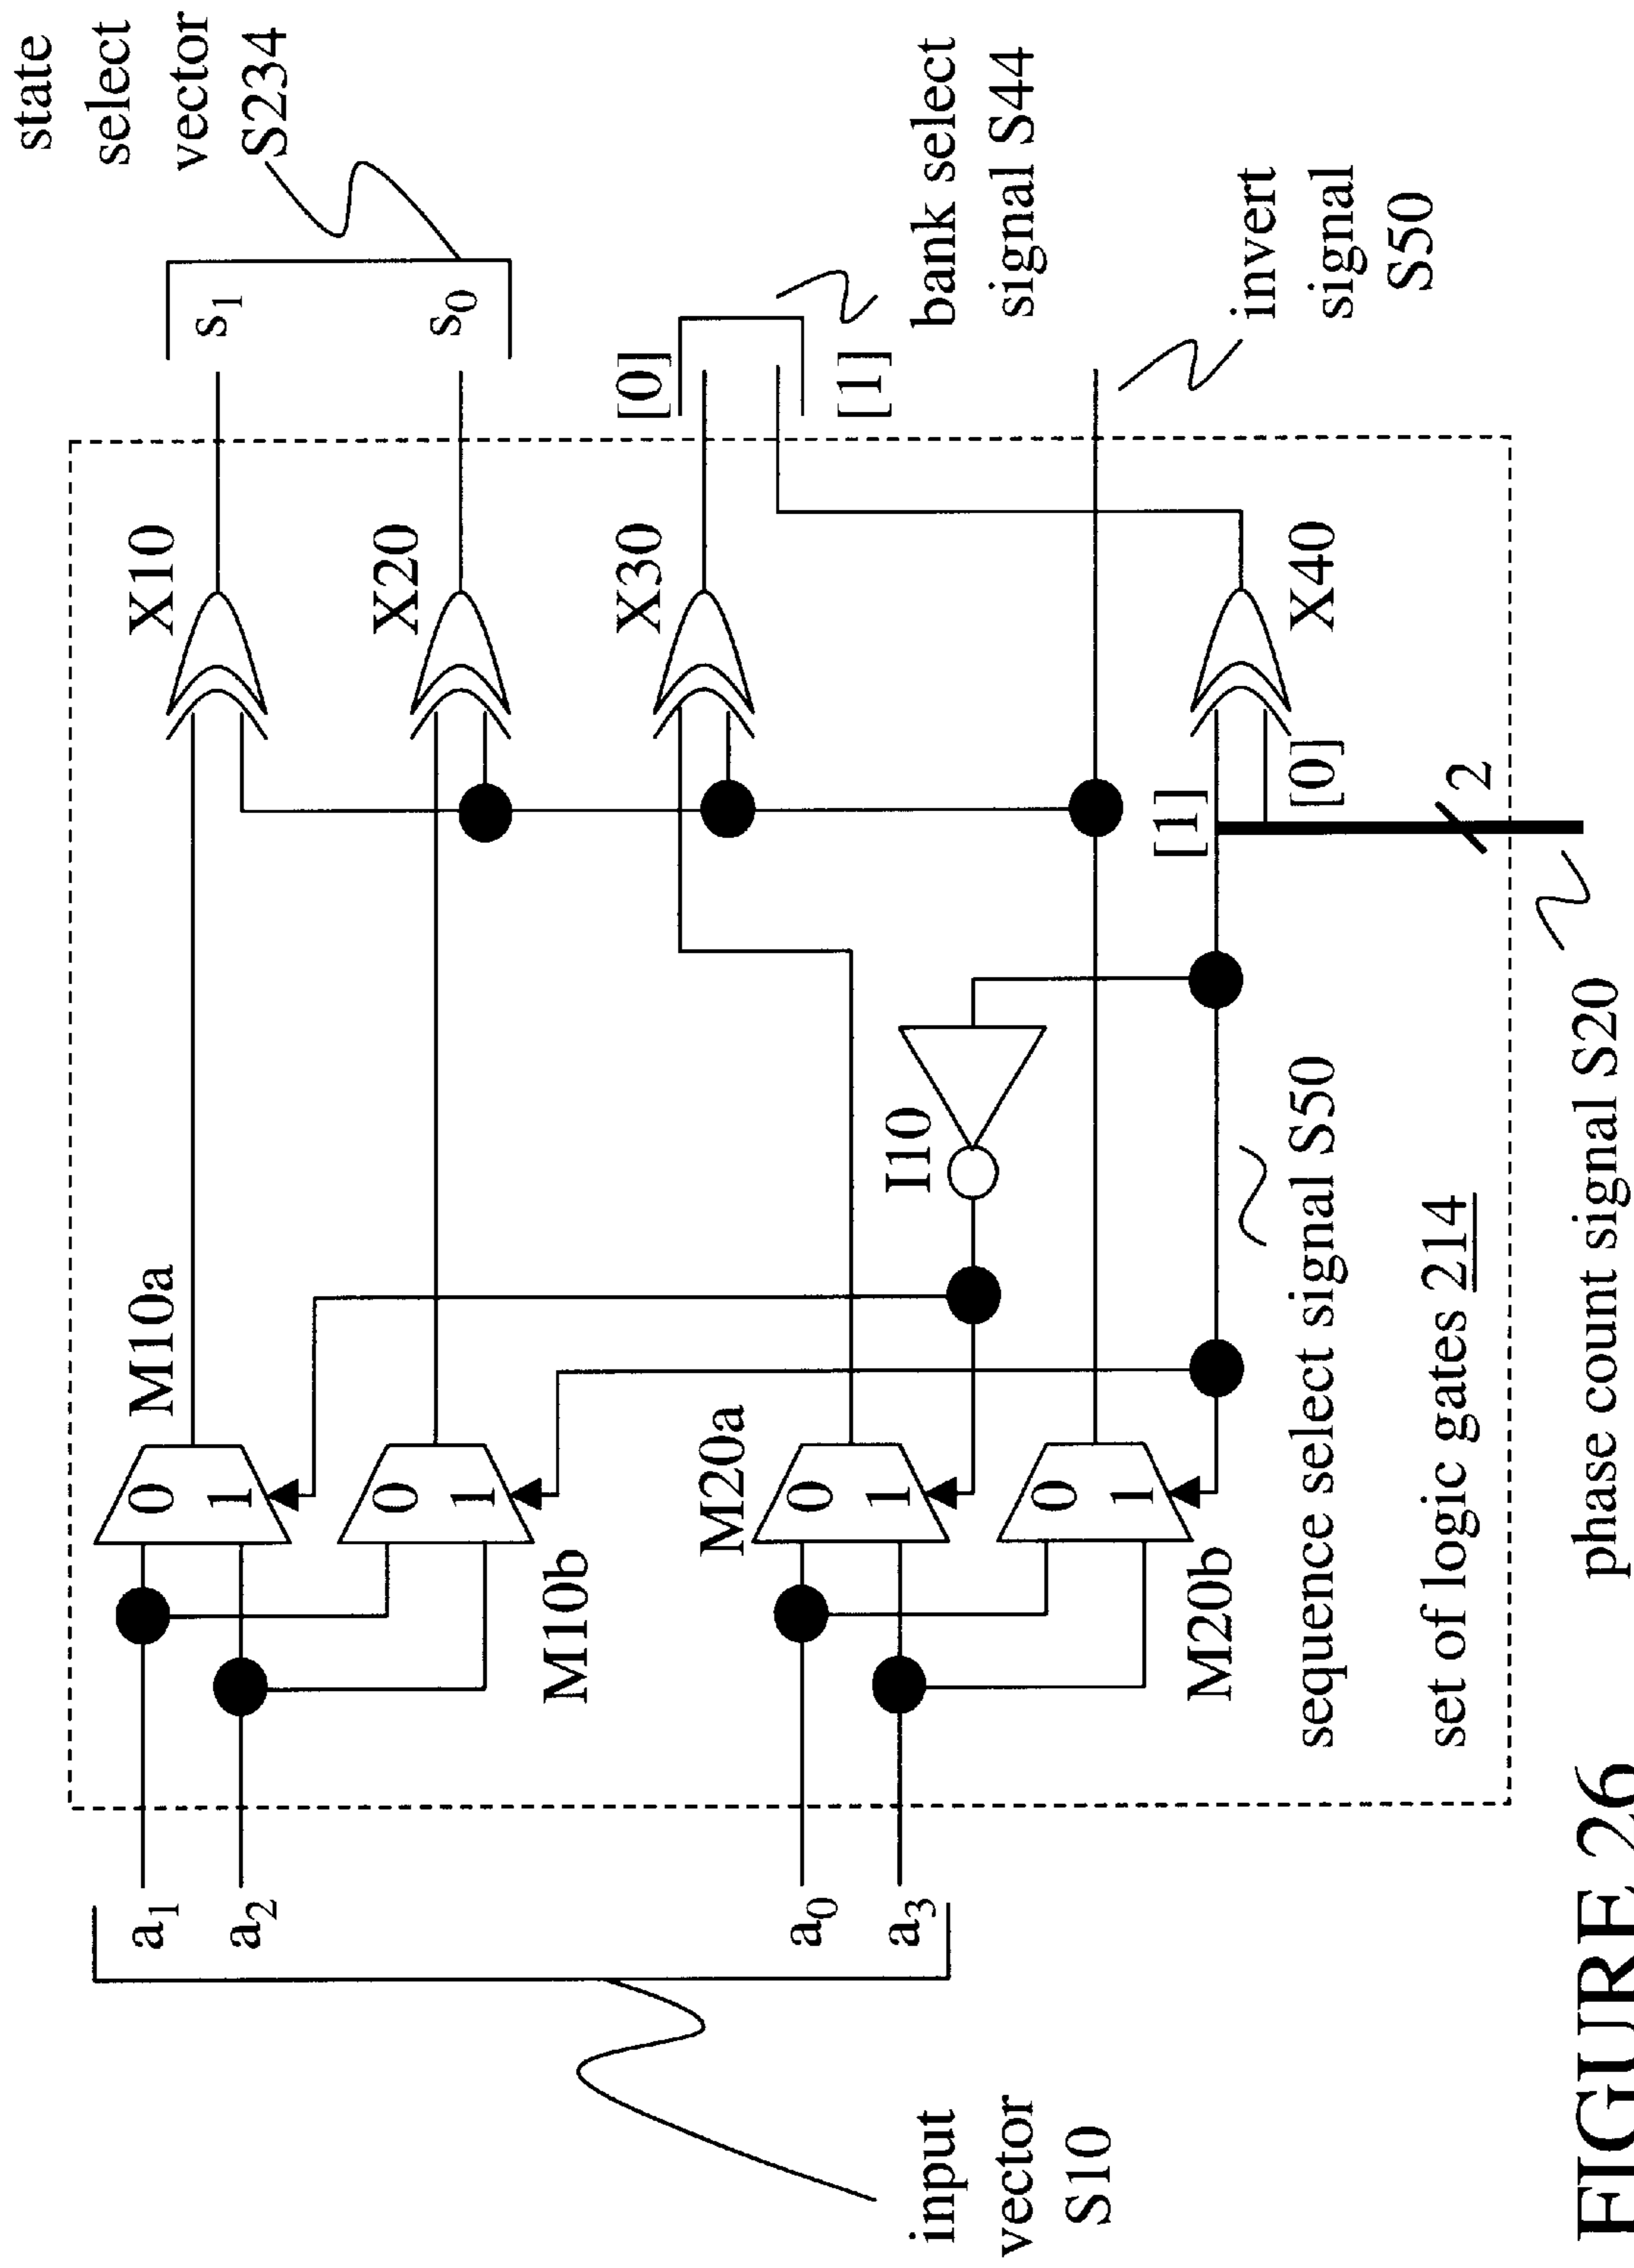 state
select
vector
S234
s1
s0
bank select
signal S44
[0]
[1]
invert
signal
S50
X10
X20
X30
X40
[1]
[0]
2
phase count signal S20
I10
M10a
0
1
0
1
M10b
M20a
0
1
0
1
M20b
sequence select signal S50
set of logic gates 214
a1
a2
a0
a3
input
vector
S10
FIGURE 26